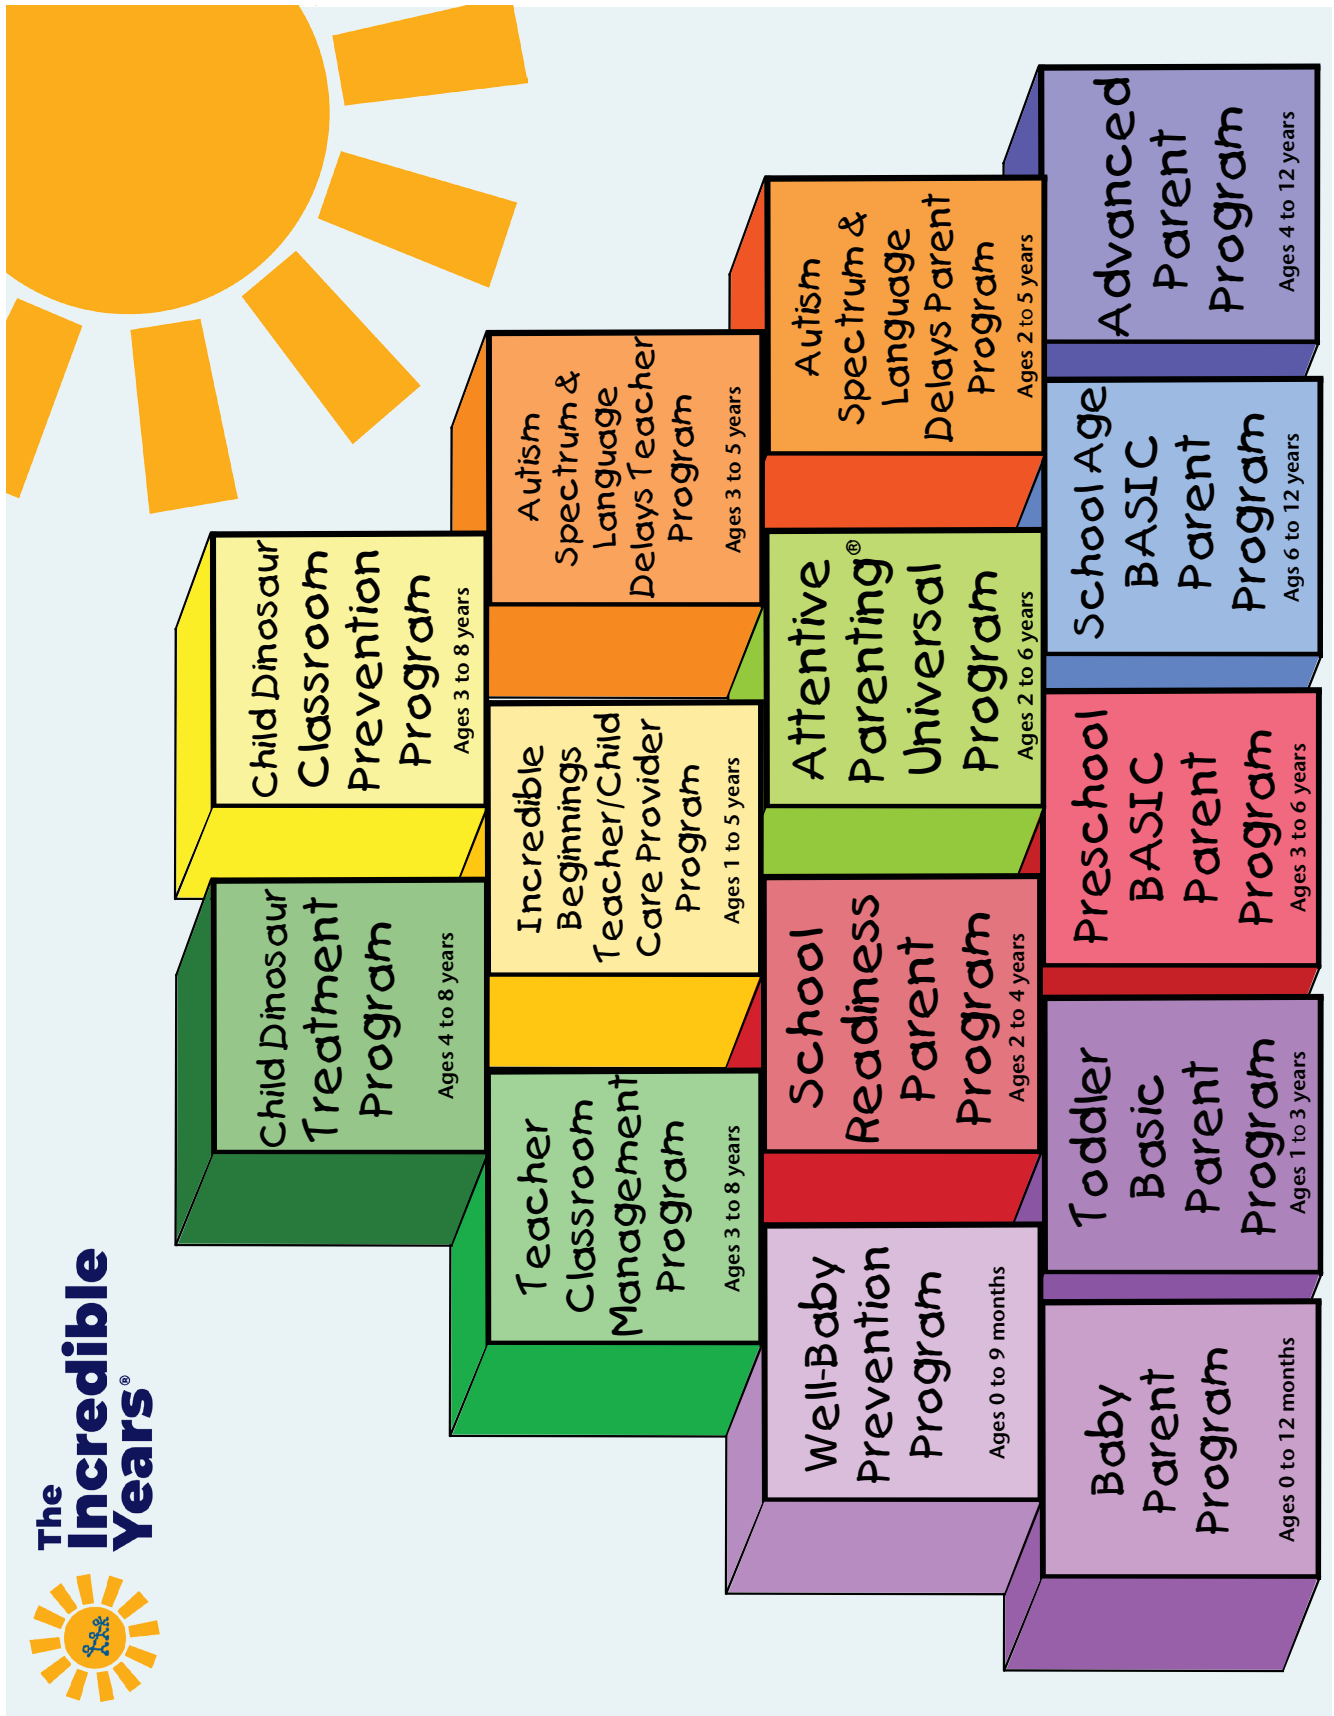 The
Incredible
Years®
Child Dinosaur
Treatment
Program
Ages 4 to 8 years
Child Dinosaur
Classroom
Prevention
Program
Ages 3 to 8 years
Teacher
Classroom
Management
Program
Ages 3 to 8 years
Incredible
Beginnings
Teacher/Child
Care Provider
Program
Ages 1 to 5 years
Autism
Spectrum &
Language
Delays Teacher
Program
Ages 3 to 5 years
Well-Baby
Prevention
Program
Ages 0 to 9 months
School
Readiness
Parent
Program
Ages 2 to 4 years
Attentive
Parenting®
Universal
Program
Ages 2 to 6 years
Autism
Spectrum &
Language
Delays Parent
Program
Ages 2 to 5 years
Baby
Parent
Program
Ages 0 to 12 months
Toddler
Basic
Parent
Program
Ages 1 to 3 years
Preschool
BASIC
Parent
Program
Ages 3 to 6 years
School Age
BASIC
Parent
Program
Ags 6 to 12 years
Advanced
Parent
Program
Ages 4 to 12 years